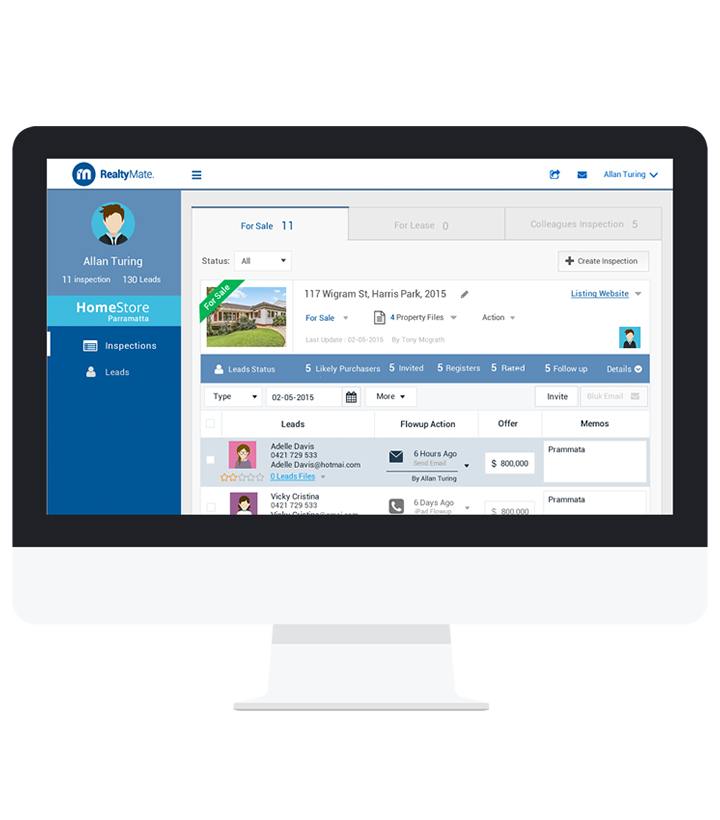 RealtyMate.
Allan Turing
Allan Turing
11 inspection 130 Leads
HomeStore
Parramatta
Inspections
Leads
For Sale 11
For Lease 0
Colleagues Inspection 5
Status: All
Create Inspection
For Sale
117 Wigram St, Harris Park, 2015
Listing Website
For Sale
4 Property Files
Action
Last Update : 02-05-2015 By Tony Mcgrath
Leads Status
5 Likely Purchasers
5 Invited
5 Registers
5 Rated
5 Follow up
Details
Type
02-05-2015
More
Invite
Bluk Email
Leads
Flowup Action
Offer
Memos
Adelle Davis
0421 729 533
Adelle Davis@hotmai.com
0 Leads Files
6 Hours Ago
Send Email
By Allan Turing
$ 800,000
Prammata
Vicky Cristina
0421 729 533
6 Days Ago
iPad Flowup
$ 800,000
Prammata